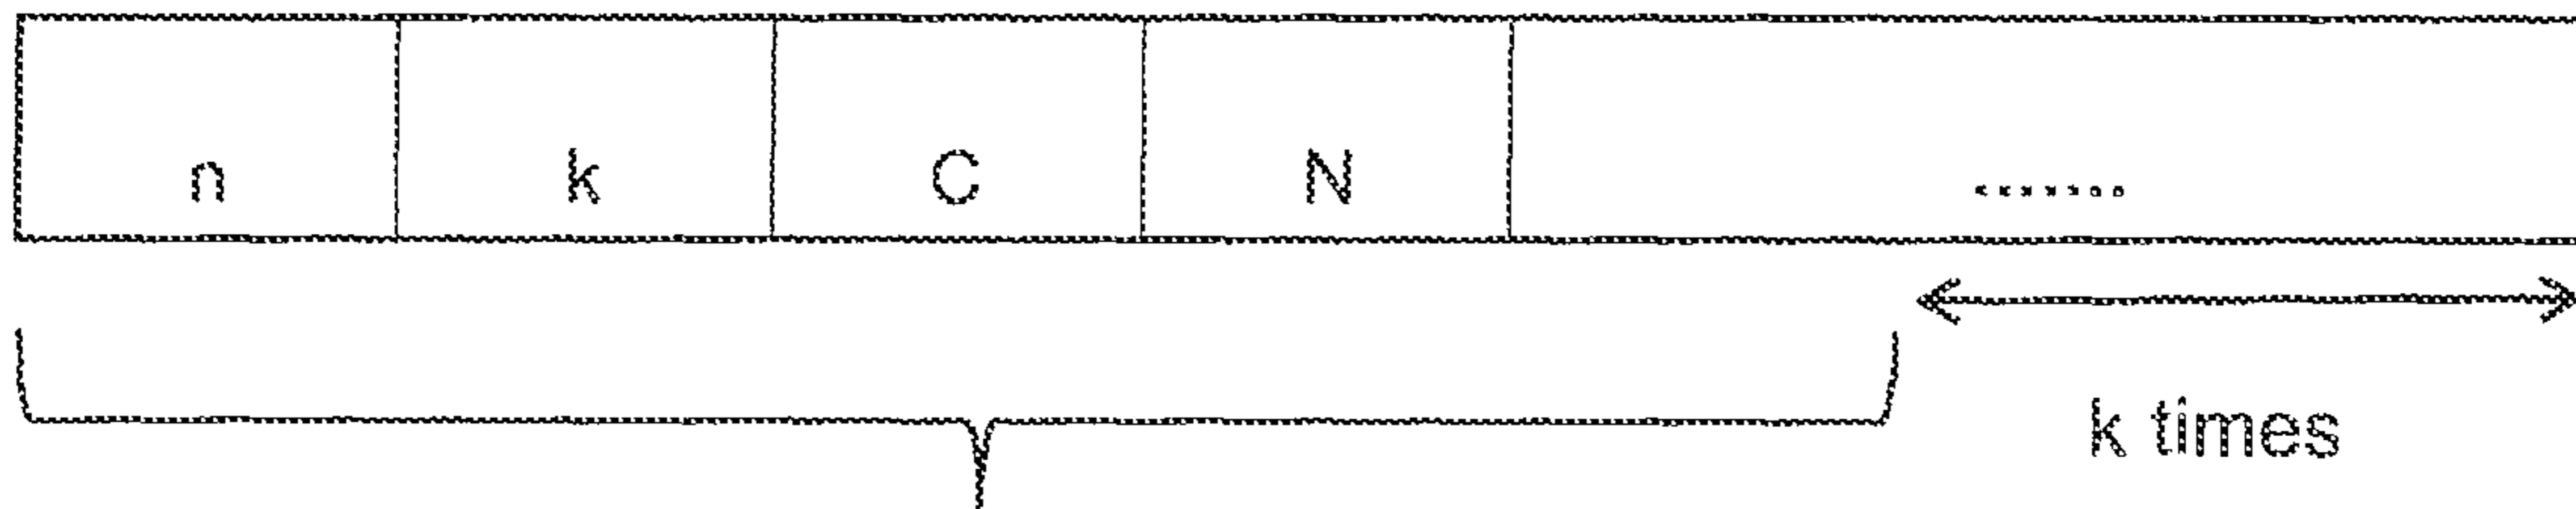 n k C N .......
k times